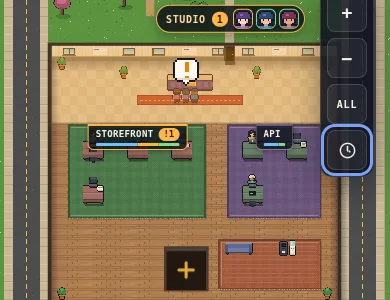 STUDIO 1
+
−
!
ALL
STOREFRONT !1
API
+